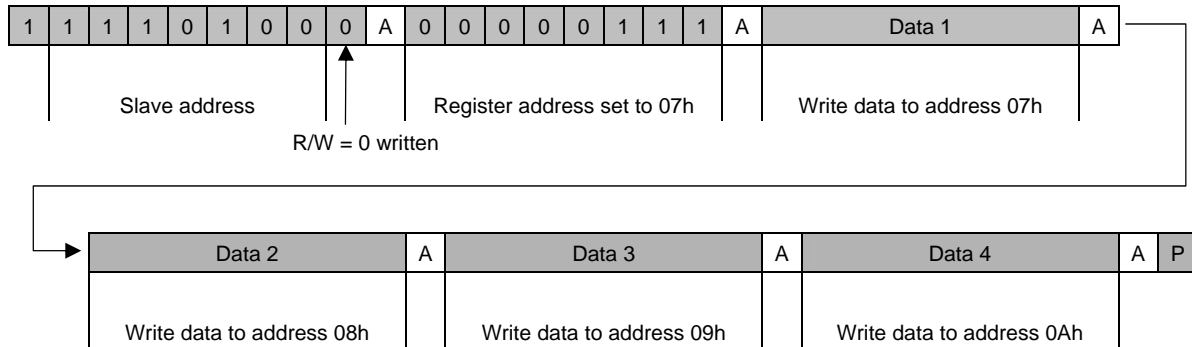 1 1 1 1 0 1 0 0 0 A 0 0 0 0 0 1 1 1 A Data 1 A
Slave address Register address set to 07h Write data to address 07h
R/W = 0 written
Data 2 A Data 3 A Data 4 A P
Write data to address 08h Write data to address 09h Write data to address 0Ah